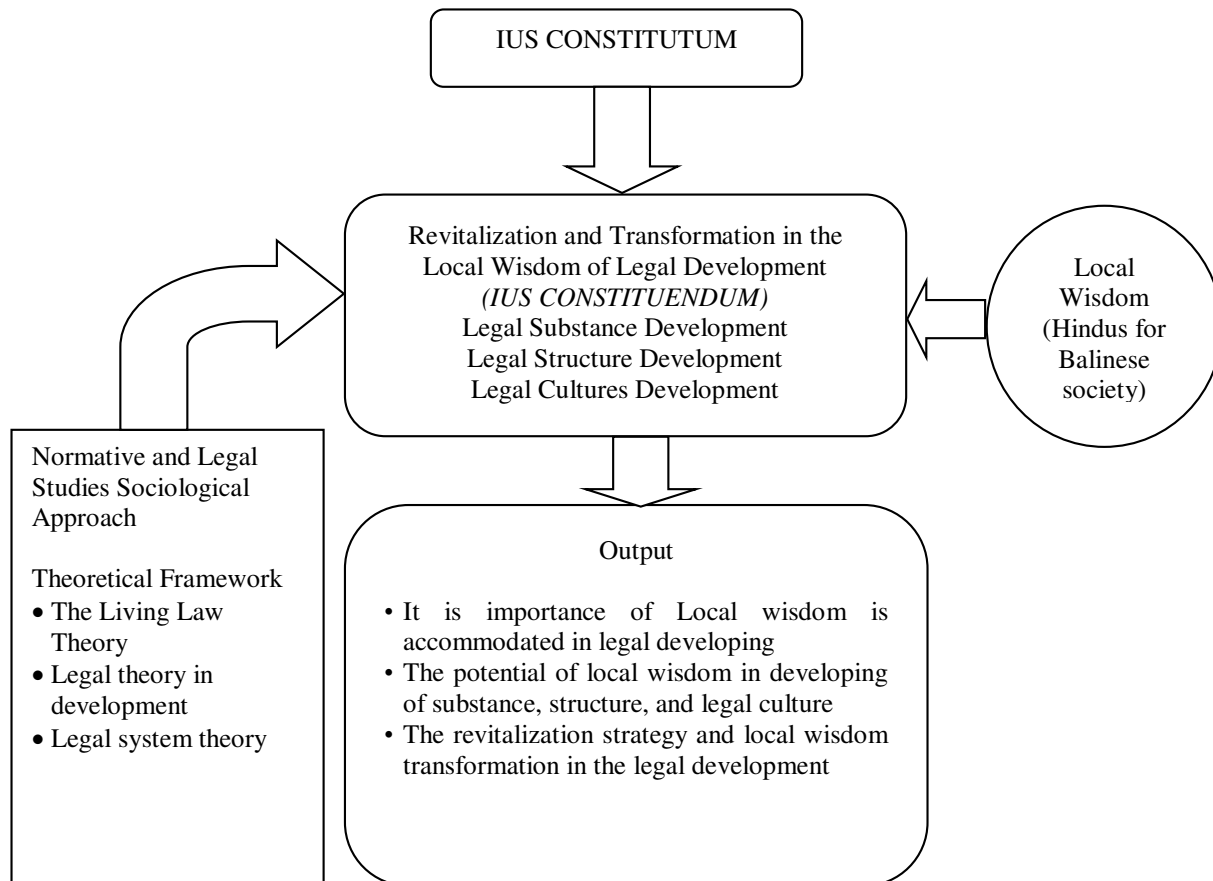 IUS CONSTITUTUM
Revitalization and Transformation in the
Local Wisdom of Legal Development
(IUS CONSTITUENDUM)
Legal Substance Development
Legal Structure Development
Legal Cultures Development
Local
Wisdom
(Hindus for
Balinese
society)
Normative and Legal
Studies Sociological
Approach
Theoretical Framework
• The Living Law
Theory
• Legal theory in
development
• Legal system theory
Output
• It is importance of Local wisdom is
accommodated in legal developing
• The potential of local wisdom in developing
of substance, structure, and legal culture
• The revitalization strategy and local wisdom
transformation in the legal development